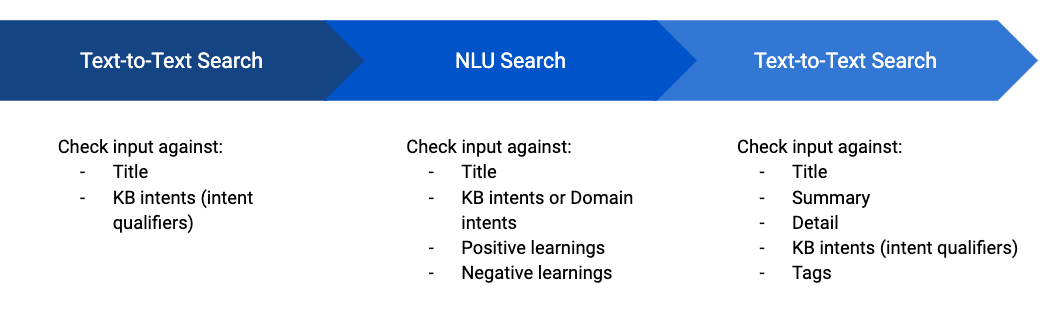 Text-to-Text Search
NLU Search
Text-to-Text Search
Check input against:
- Title
- KB intents (intent
qualifiers)
Check input against:
- Title
- KB intents or Domain
intents
- Positive learnings
- Negative learnings
Check input against:
- Title
- Summary
- Detail
- KB intents (intent qualifiers)
- Tags